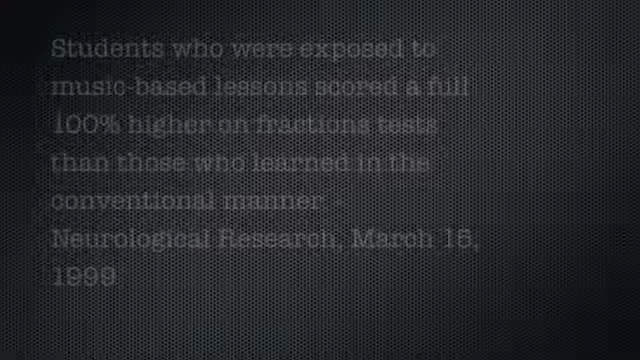 Students who were exposed to
music-based lessons scored a full
100% higher on fractions tests
than those who learned in the
conventional manner. -
Neurological Research, March 15,
1999